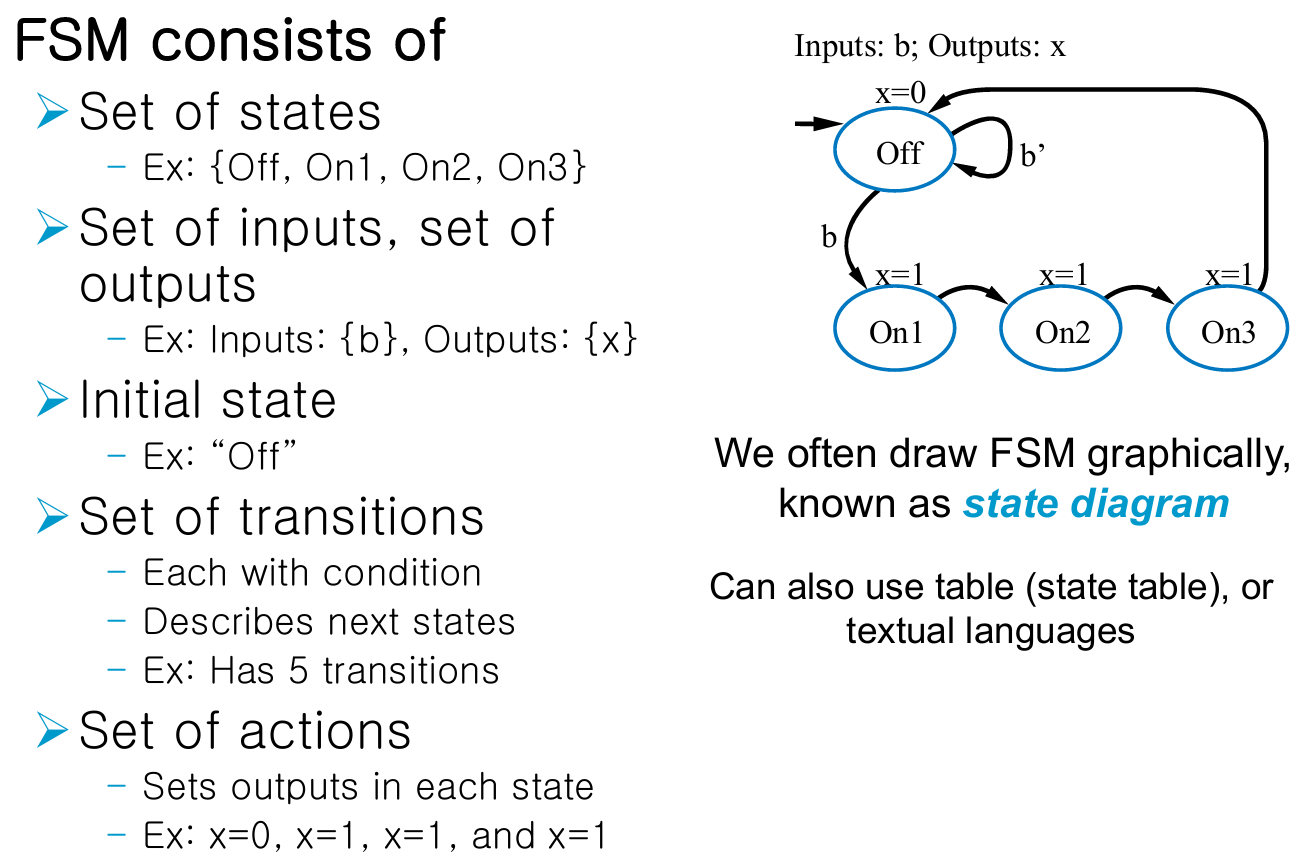 FSM consists of
➢ Set of states
– Ex: {Off, On1, On2, On3}
➢ Set of inputs, set of
outputs
– Ex: Inputs: {b}, Outputs: {x}
➢ Initial state
– Ex: “Off”
➢ Set of transitions
– Each with condition
– Describes next states
– Ex: Has 5 transitions
➢ Set of actions
– Sets outputs in each state
– Ex: x=0, x=1, x=1, and x=1
Inputs: b; Outputs: x
x=0
Off
b’
b
x=1 x=1 x=1
On1 On2 On3
We often draw FSM graphically,
known as state diagram
Can also use table (state table), or
textual languages